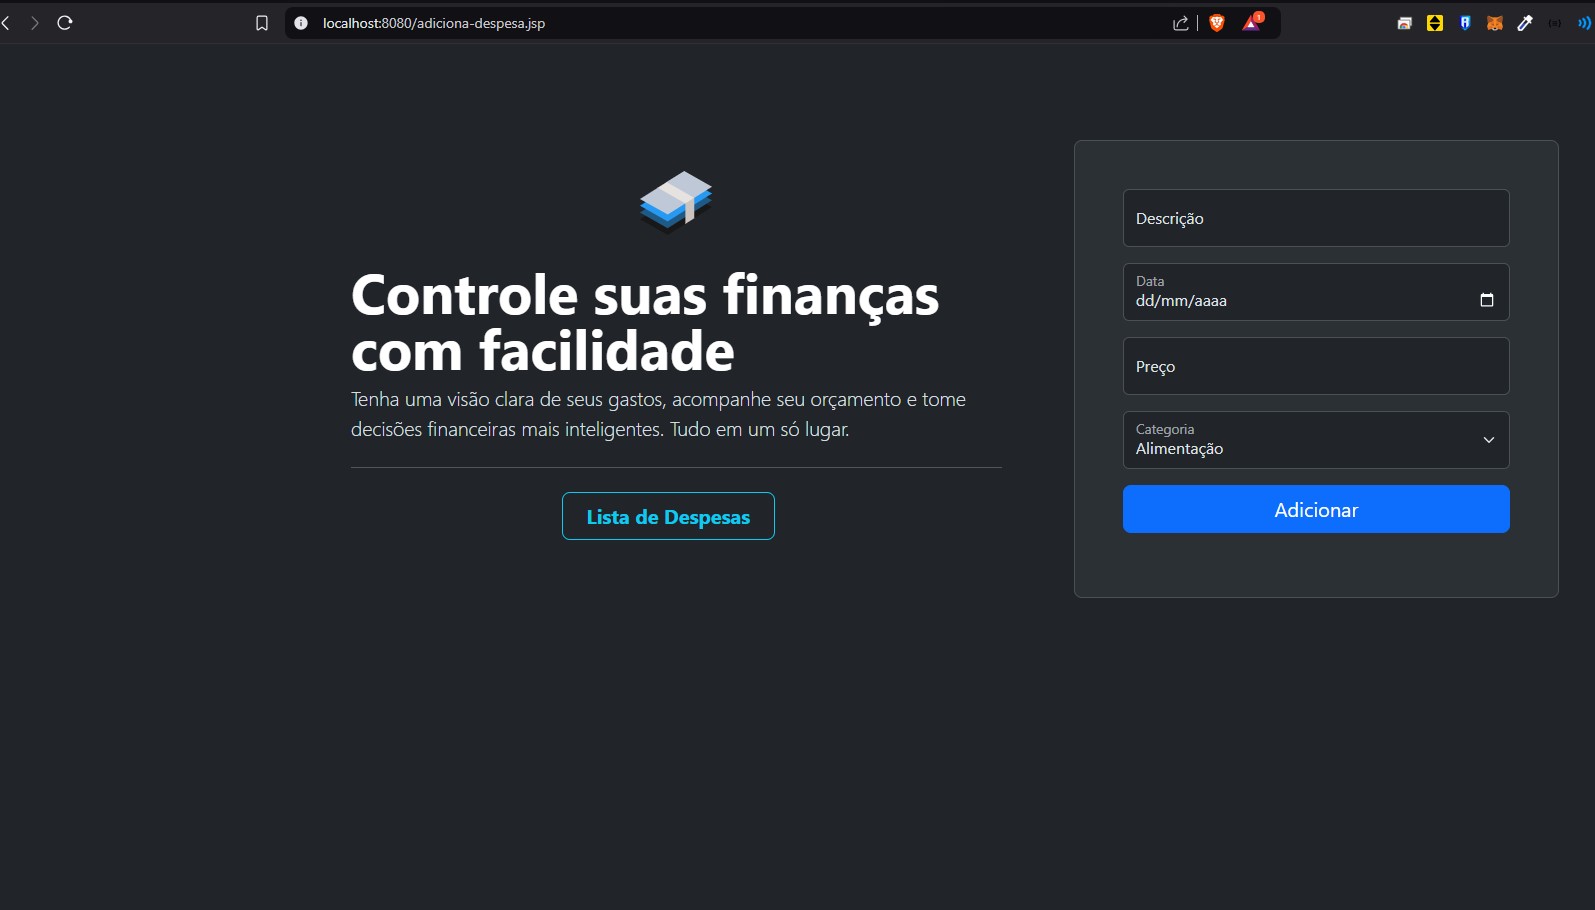 localhost:8080/adiciona-despesa.jsp
1
Controle suas finanças
com facilidade
Tenha uma visão clara de seus gastos, acompanhe seu orçamento e tome
decisões financeiras mais inteligentes. Tudo em um só lugar.
Lista de Despesas
Descrição
Data
dd/mm/aaaa
Preço
Categoria
Alimentação
Adicionar